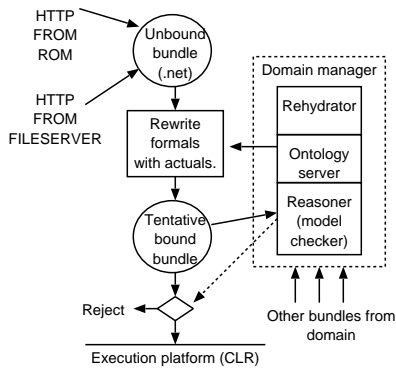 HTTP
FROM
ROM
Unbound
bundle
(.net)
HTTP
FROM
FILESERVER
Rewrite
formals
with actuals.
Domain manager
Rehydrator
Ontology
server
Reasoner
(model
checker)
Tentative
bound
bundle
Reject
Other bundles from
domain
Execution platform (CLR)